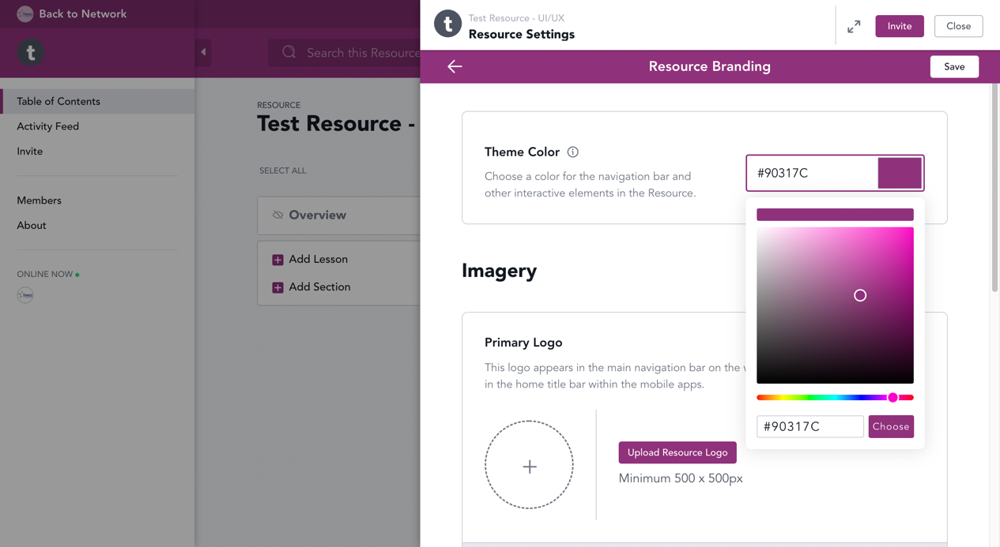 Back to Network
t
Search this Resource
Table of Contents
Activity Feed
Invite
Members
About
ONLINE NOW
RESOURCE
Test Resource -
SELECT ALL
Overview
Add Lesson
Add Section
t
Test Resource - UI/UX
Resource Settings
Invite
Close
Resource Branding
Save
Theme Color
Choose a color for the navigation bar and
other interactive elements in the Resource.
#90317C
#90317C
Choose
Imagery
Primary Logo
This logo appears in the main navigation bar on the
in the home title bar within the mobile apps.
Upload Resource Logo
Minimum 500 x 500px